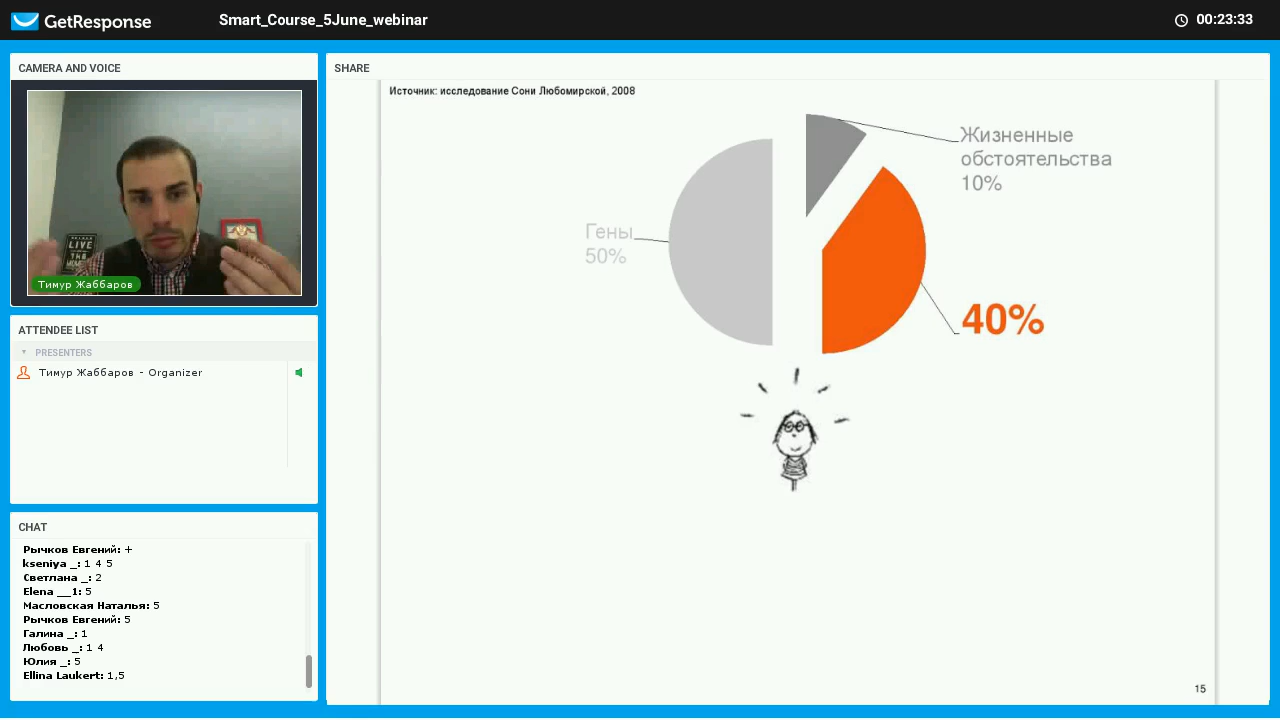 GetResponse
Smart_Course_5June_webinar
00:23:33
CAMERA AND VOICE
LIVE
THE
Тимур Жаббаров
ATTENDEE LIST
PRESENTERS
Тимур Жаббаров - Organizer
CHAT
Рычков Евгений: +
kseniya _: 1 4 5
Светлана _: 2
Elena __1: 5
Масловская Наталья: 5
Рычков Евгений: 5
Галина _: 1
Любовь _: 1 4
Юлия _: 5
Ellina Laukert: 1,5
SHARE
Источник: исследование Сони Любомирской, 2008
Жизненные
обстоятельства
10%
Гены
50%
40%
15